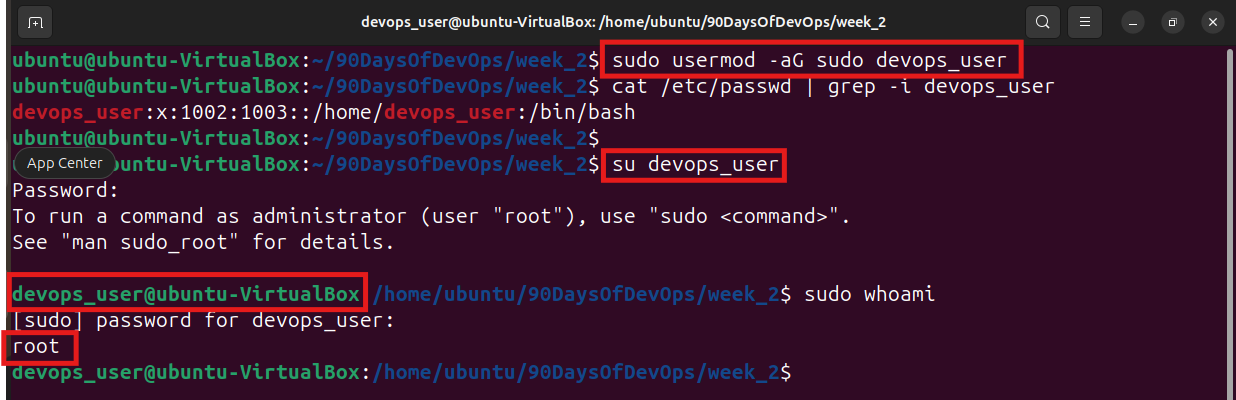 devops_user@ubuntu-VirtualBox: /home/ubuntu/90DaysOfDevOps/week_2
ubuntu@ubuntu-VirtualBox:~/90DaysOfDevOps/week_2$ sudo usermod -aG sudo devops_user
ubuntu@ubuntu-VirtualBox:~/90DaysOfDevOps/week_2$ cat /etc/passwd | grep -i devops_user
devops_user:x:1002:1003::/home/devops_user:/bin/bash
ubuntu@ubuntu-VirtualBox:~/90DaysOfDevOps/week_2$
App Center ubuntu-VirtualBox:~/90DaysOfDevOps/week_2$ su devops_user
Password:
To run a command as administrator (user "root"), use "sudo <command>".
See "man sudo_root" for details.
devops_user@ubuntu-VirtualBox /home/ubuntu/90DaysOfDevOps/week_2$ sudo whoami
[sudo] password for devops_user:
root
devops_user@ubuntu-VirtualBox:/home/ubuntu/90DaysOfDevOps/week_2$